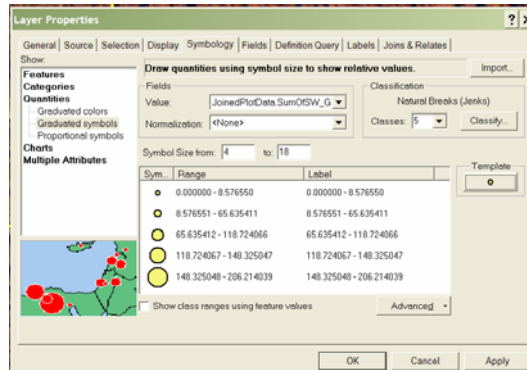 Layer Properties
General Source Selection Display Symbology Fields Definition Query Labels Joins & Relates
Show:
Features
Categories
Quantities
Graduated colors
Graduated symbols
Proportional symbols
Charts
Multiple Attributes
Draw quantities using symbol size to show relative values.
Import...
Fields
Value: JoinedPlotData.SumOfSW_G
Normalization: <None>
Classification
Natural Breaks (Jenks)
Classes: 5 Classify...
Symbol Size from: 4 to: 18
Template
Sym... Range Label
0.000000 - 8.576550 0.000000 - 8.576550
8.576551 - 65.635411 8.576551 - 65.635411
65.635412 - 118.724066 65.635412 - 118.724066
118.724067 - 148.325047 118.724067 - 148.325047
148.325048 - 206.214039 148.325048 - 206.214039
Show class ranges using feature values
Advanced
OK Cancel Apply